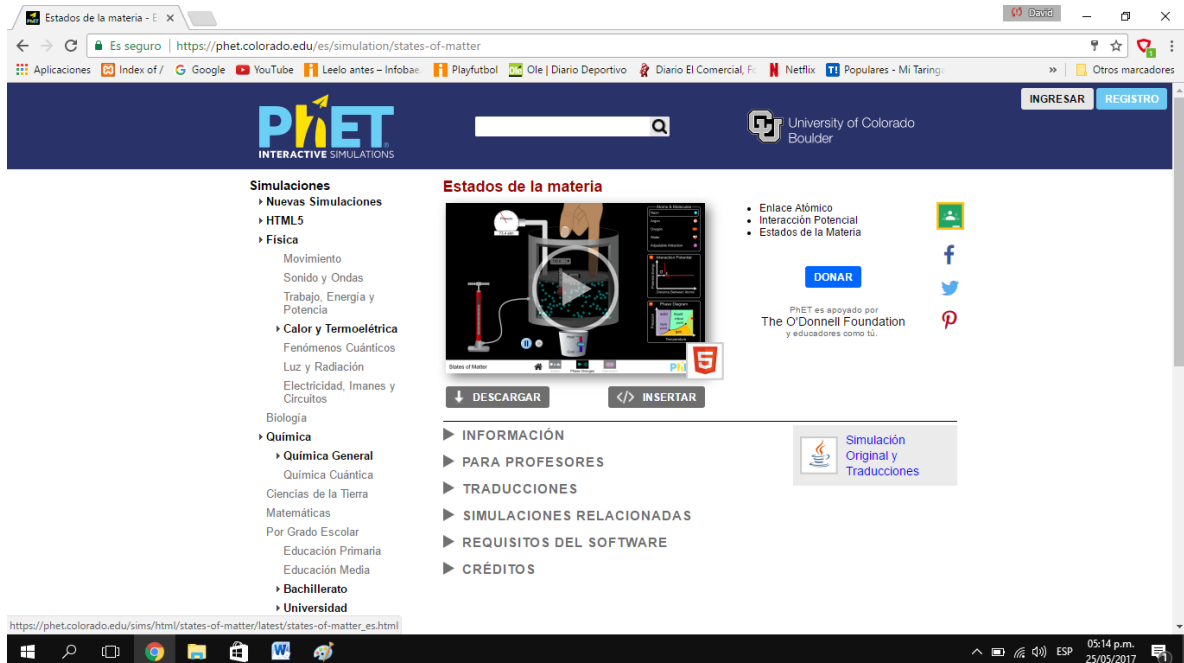 Estados de la materia - E
David
Es seguro | https://phet.colorado.edu/es/simulation/states-of-matter
Aplicaciones Index of / Google YouTube Leelo antes – Infobae Playfutbol Ole | Diario Deportivo Diario El Comercial, Fo Netflix Populares - Mi Taringa » Otros marcadores
INGRESAR REGISTRO
PhET
INTERACTIVE SIMULATIONS
CU University of Colorado
Boulder
Simulaciones
Nuevas Simulaciones
HTML5
Física
Movimiento
Sonido y Ondas
Trabajo, Energía y
Potencia
Calor y Termoelétrica
Fenómenos Cuánticos
Luz y Radiación
Electricidad, Imanes y
Circuitos
Biología
Química
Química General
Química Cuántica
Ciencias de la Tierra
Matemáticas
Por Grado Escolar
Educación Primaria
Educación Media
Bachillerato
Universidad
Estados de la materia
States of Matter
DESCARGAR
</> INSERTAR
Enlace Atómico
Interacción Potencial
Estados de la Materia
DONAR
PhET es apoyado por
The O'Donnell Foundation
y educadores como tú.
INFORMACIÓN
PARA PROFESORES
TRADUCCIONES
SIMULACIONES RELACIONADAS
REQUISITOS DEL SOFTWARE
CRÉDITOS
Simulación
Original y
Traducciones
https://phet.colorado.edu/sims/html/states-of-matter/latest/states-of-matter_es.html
ESP
05:14 p.m.
25/05/2017